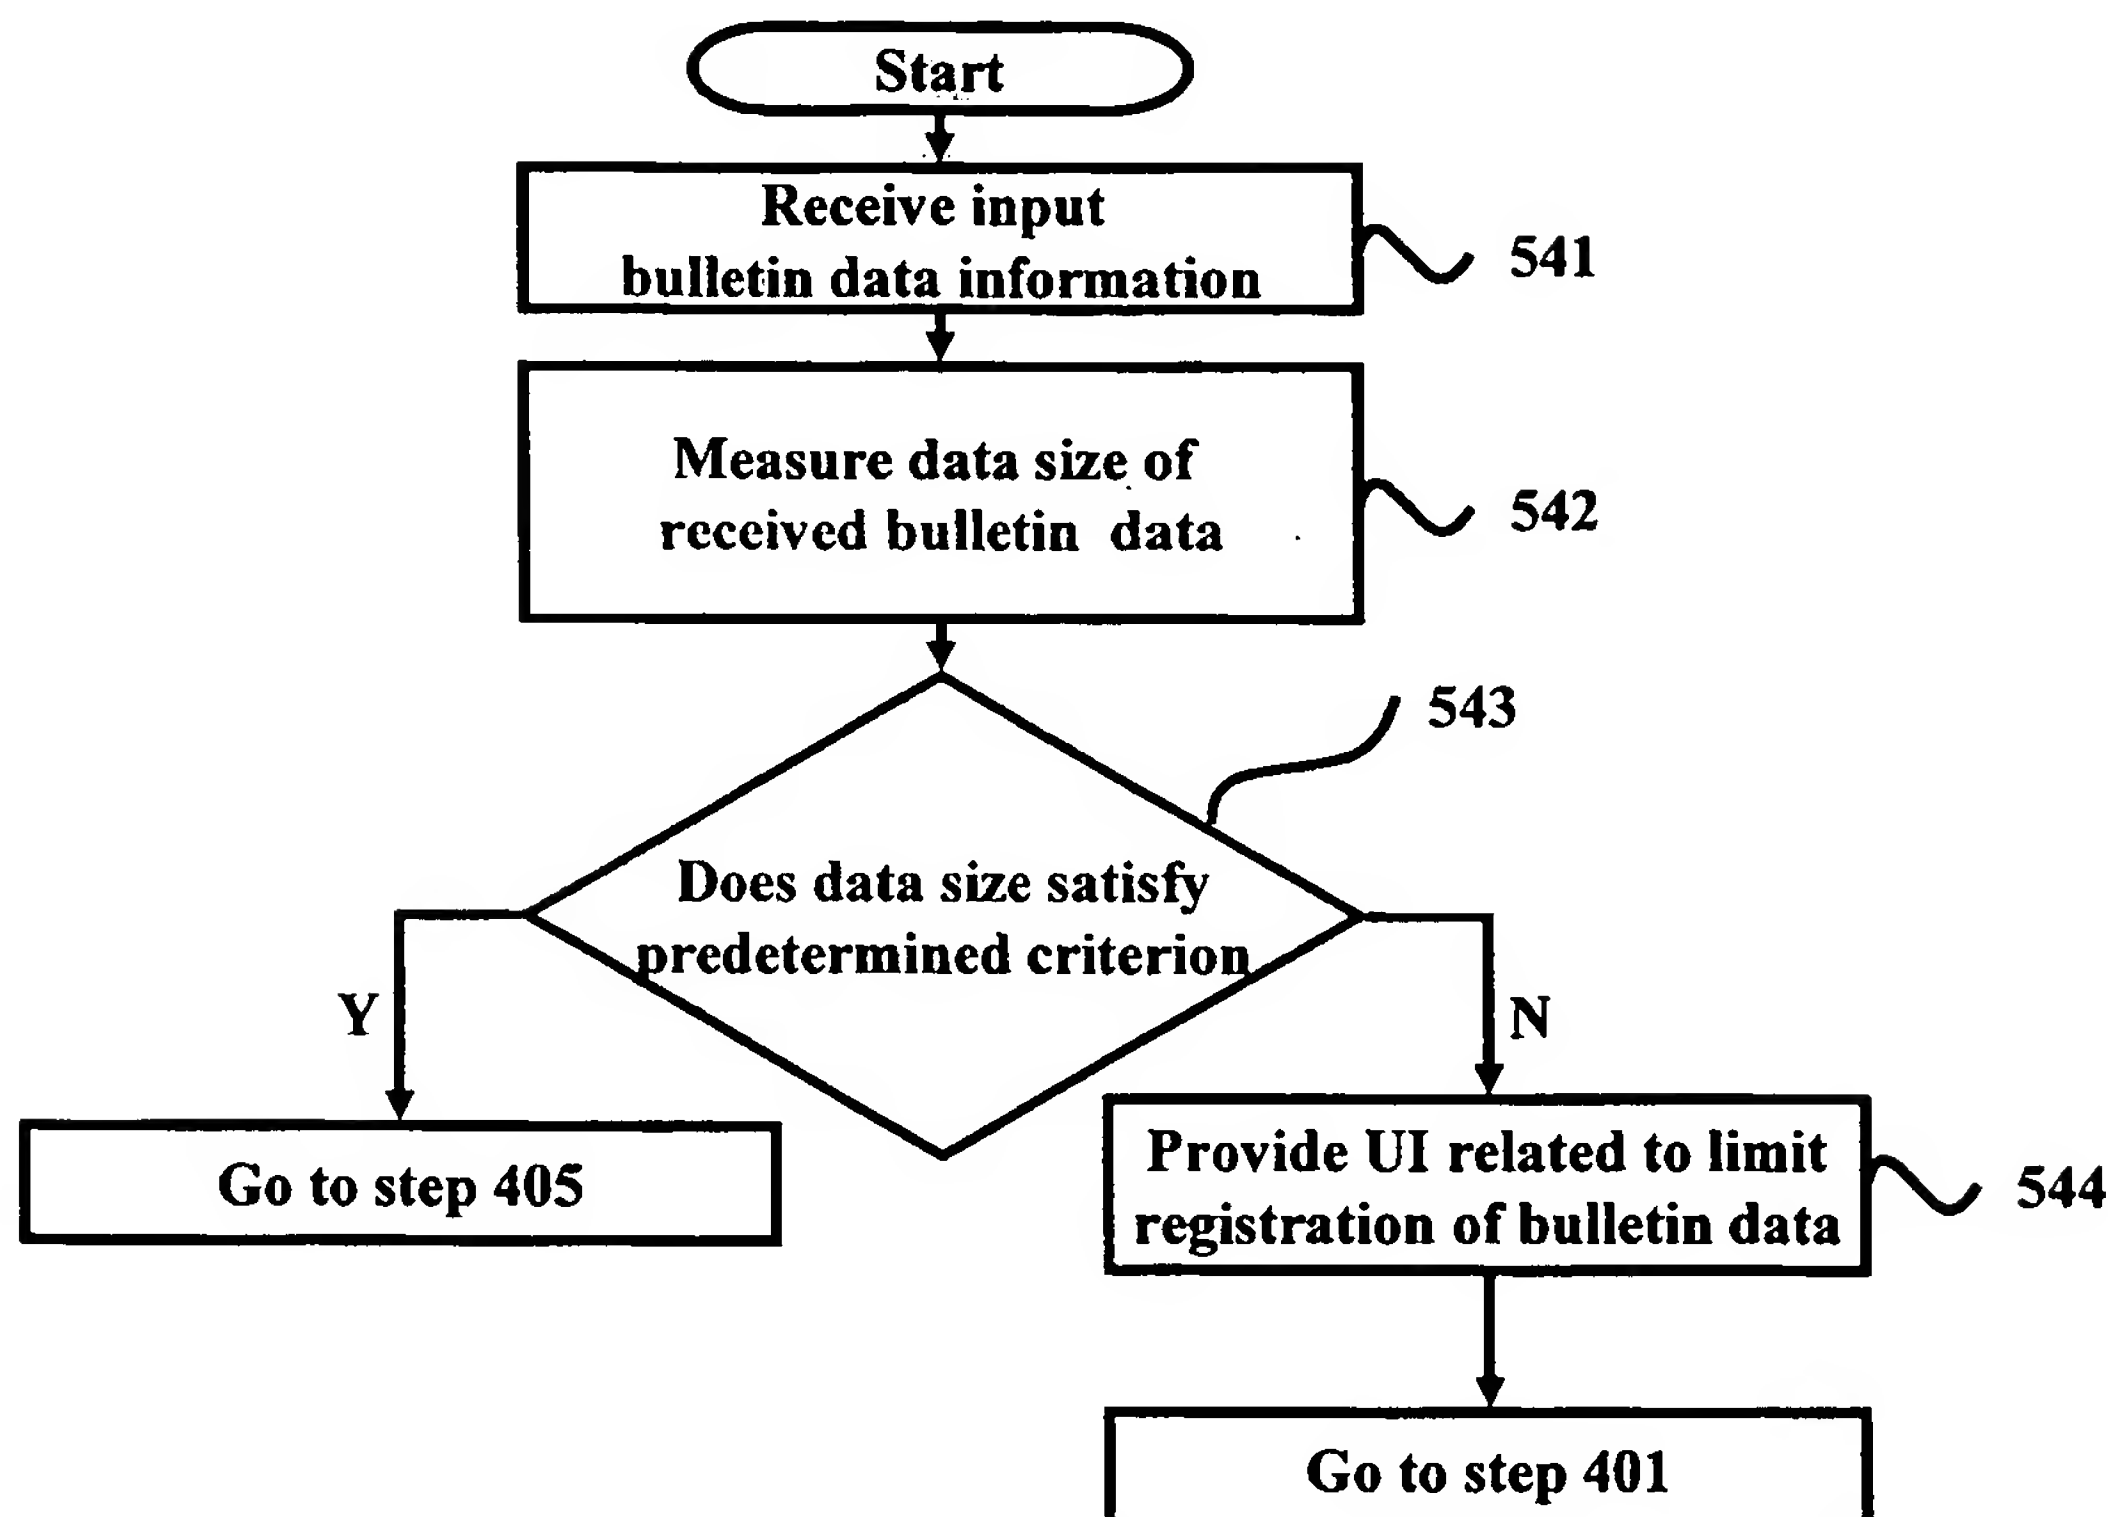 Start
Receive input
bulletin data information
541
Measure data size of
received bulletin data
542
543
Does data size satisfy
predetermined criterion
Y
N
Go to step 405
Provide UI related to limit
registration of bulletin data
544
Go to step 401